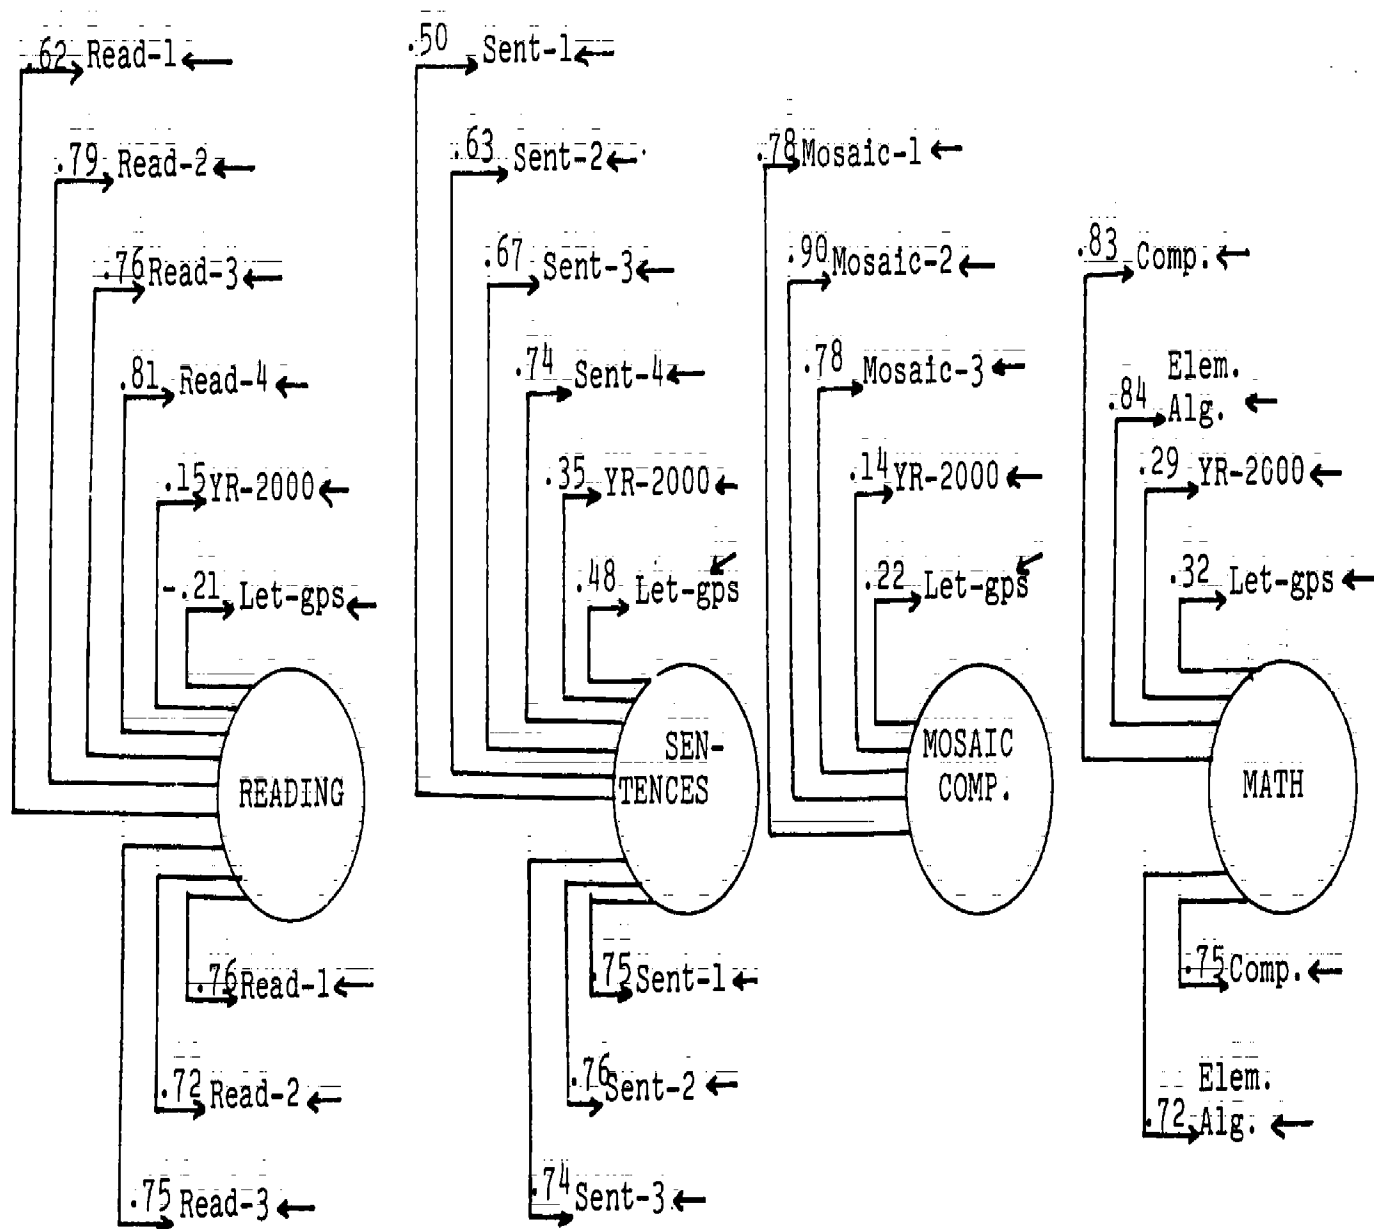 .62 Read-1
.79 Read-2
.76 Read-3
.81 Read-4
.15 YR-2000
-.21 Let-gps
READING
.76 Read-1
.72 Read-2
.75 Read-3
.50 Sent-1
.63 Sent-2
.67 Sent-3
.74 Sent-4
.35 YR-2000
.48 Let-gps
SEN-
TENCES
.75 Sent-1
.76 Sent-2
.74 Sent-3
.78 Mosaic-1
.90 Mosaic-2
.78 Mosaic-3
.14 YR-2000
.22 Let-gps
MOSAIC
COMP.
.83 Comp.
Elem.
.84 Alg.
.29 YR-2000
.32 Let-gps
MATH
.75 Comp.
Elem.
.72 Alg.